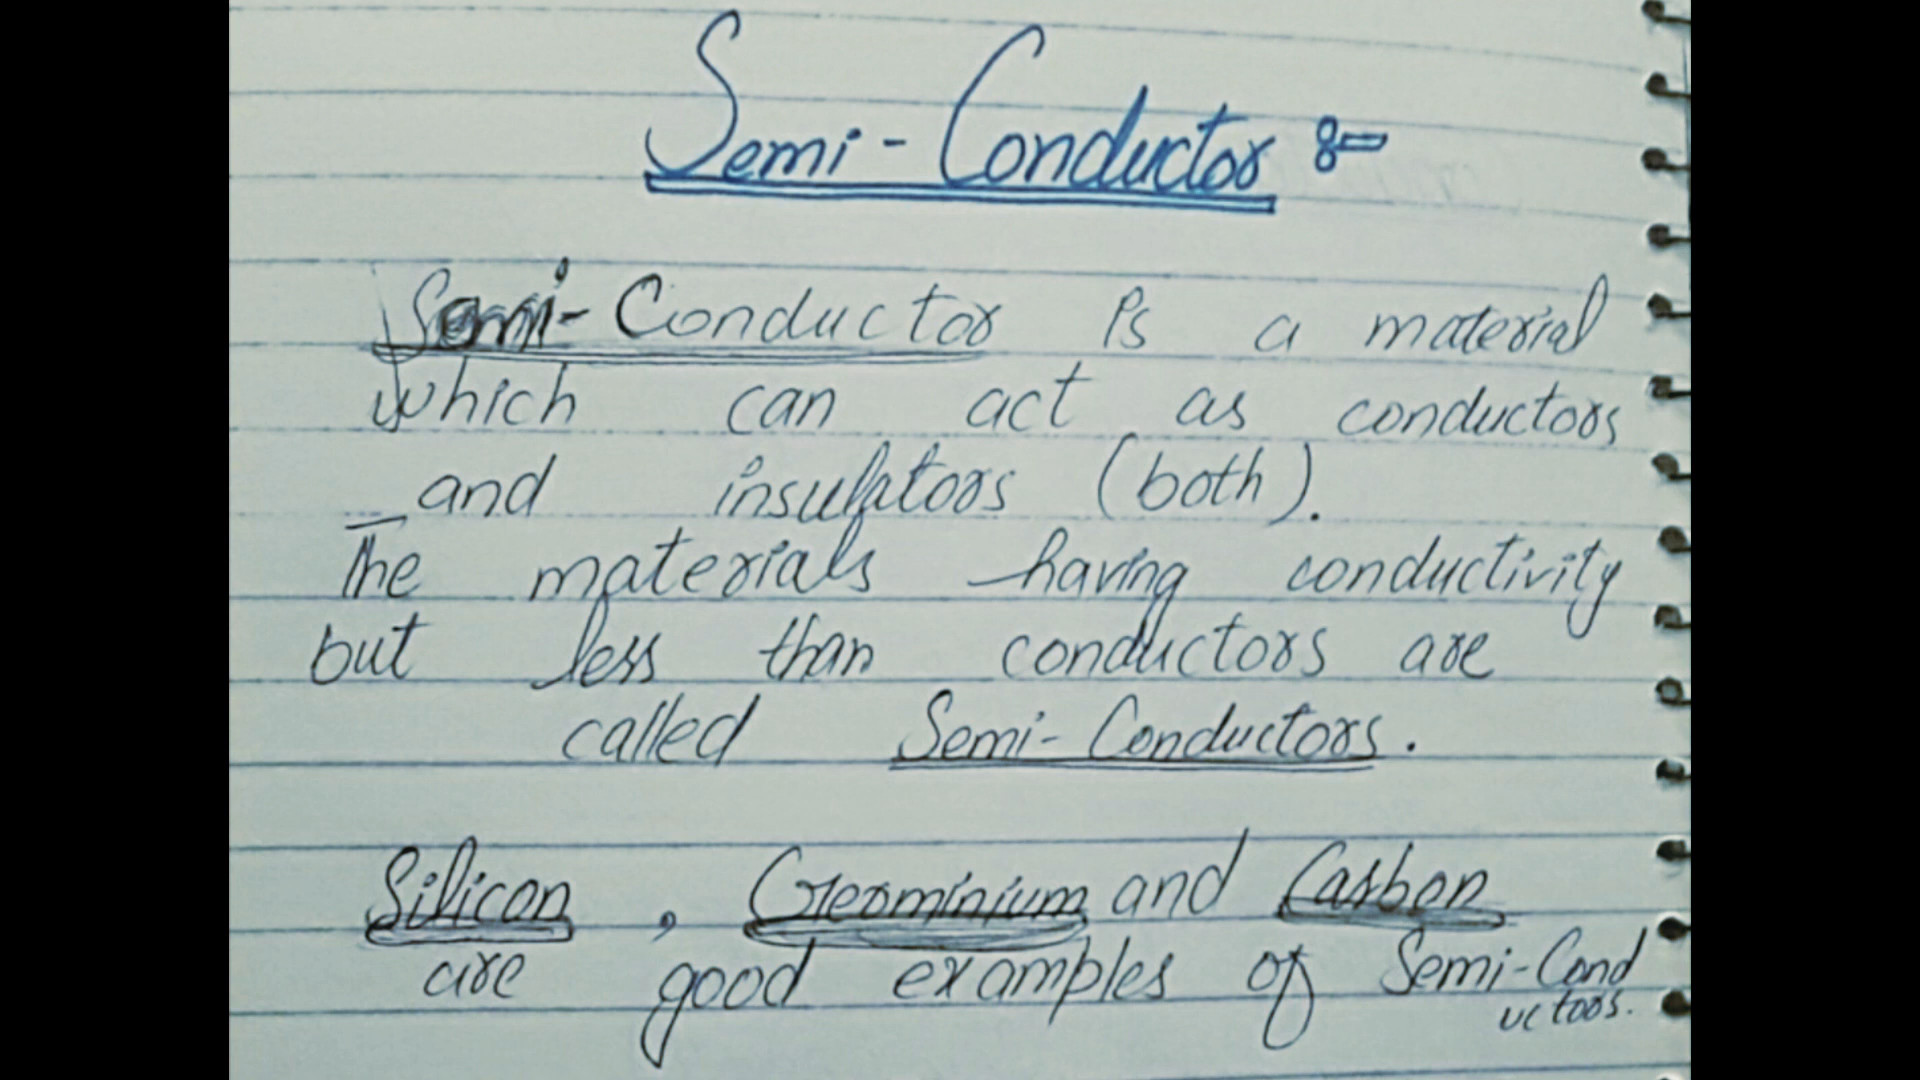 Semi-Conductor :-
Semi-Conductor is a material
which can act as conductors
and insulators (both).
The materials having conductivity
but less than conductors are
called Semi-Conductors.
Silicon, Germinium and Carbon
are good examples of Semi-Cond
uctors.